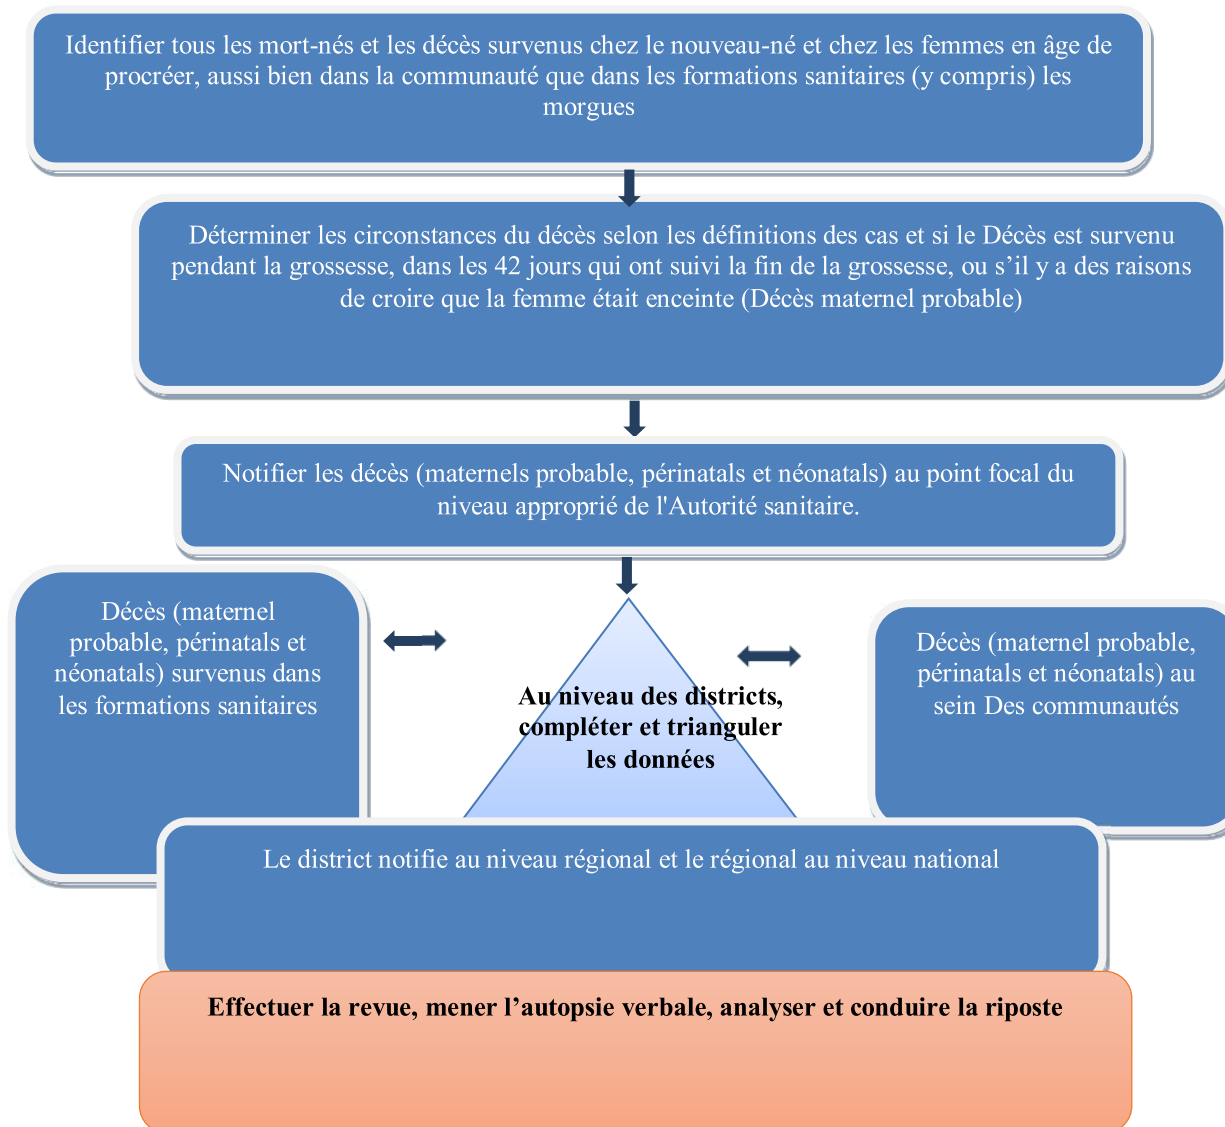 Identifier tous les mort-nés et les décès survenus chez le nouveau-né et chez les femmes en âge de
procréer, aussi bien dans la communauté que dans les formations sanitaires (y compris) les
morgues
Déterminer les circonstances du décès selon les définitions des cas et si le Décès est survenu
pendant la grossesse, dans les 42 jours qui ont suivi la fin de la grossesse, ou s’il y a des raisons
de croire que la femme était enceinte (Décès maternel probable)
Notifier les décès (maternels probable, périnatals et néonatals) au point focal du
niveau approprié de l'Autorité sanitaire.
Décès (maternel
probable, périnatals et
néonatals) survenus dans
les formations sanitaires
Au niveau des districts,
compléter et trianguler
les données
Décès (maternel probable,
périnatals et néonatals) au
sein Des communautés
Le district notifie au niveau régional et le régional au niveau national
Effectuer la revue, mener l’autopsie verbale, analyser et conduire la riposte